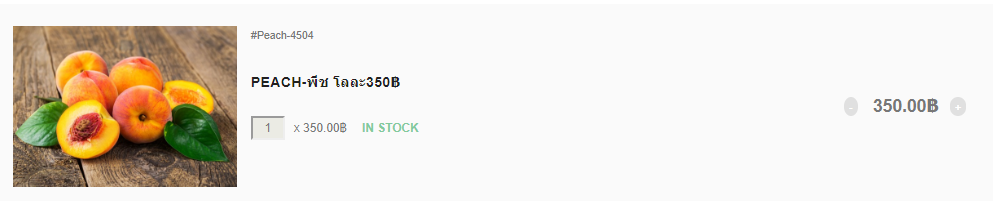 #Peach-4504
PEACH-พีช โลละ350฿
1 x 350.00฿ IN STOCK
- 350.00฿ +